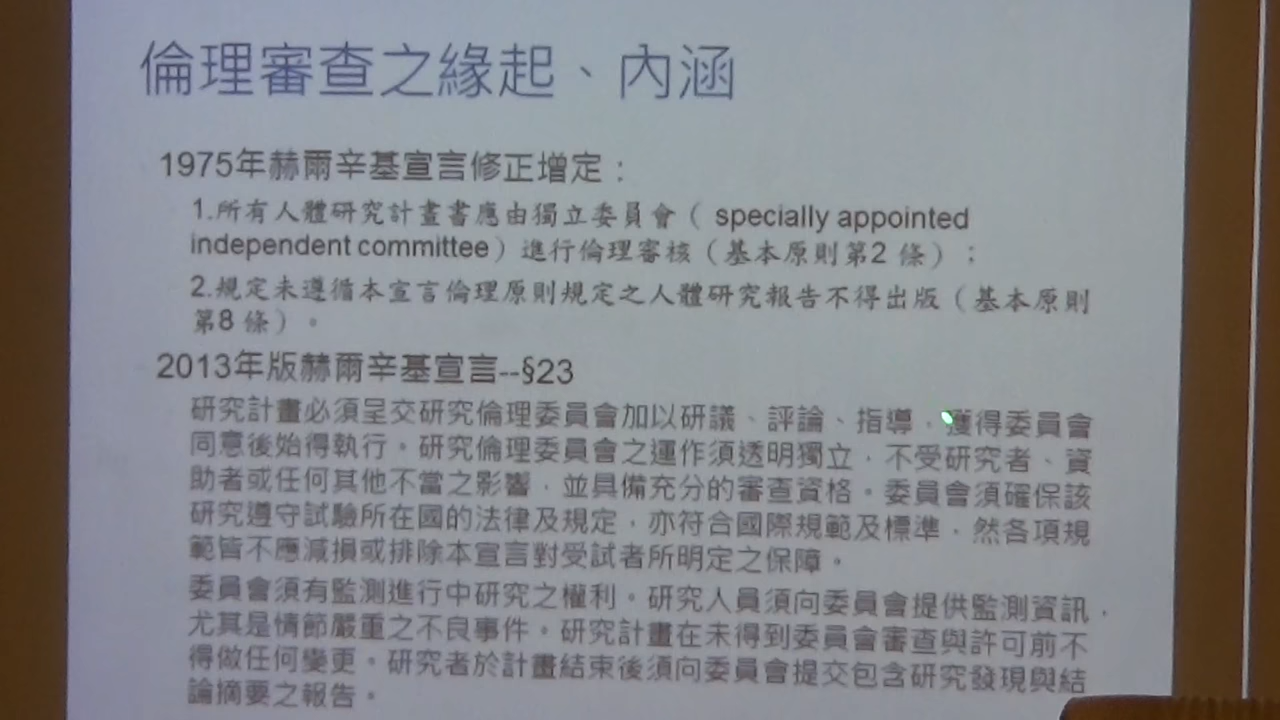 倫理審查之緣起、內涵
1975年赫爾辛基宣言修正增定：
1.所有人體研究計畫書應由獨立委員會（ specially appointed
independent committee）進行倫理審核（基本原則第2 條）；
2.規定未遵循本宣言倫理原則規定之人體研究報告不得出版（基本原則
第8 條）。
2013年版赫爾辛基宣言--§23
研究計畫必須呈交研究倫理委員會加以研議、評論、指導，獲得委員會
同意後始得執行。研究倫理委員會之運作須透明獨立，不受研究者、資
助者或任何其他不當之影響，並具備充分的審查資格。委員會須確保該
研究遵守試驗所在國的法律及規定，亦符合國際規範及標準，然各項規
範皆不應減損或排除本宣言對受試者所明定之保障。
委員會須有監測進行中研究之權利。研究人員須向委員會提供監測資訊，
尤其是情節嚴重之不良事件。研究計畫在未得到委員會審查與許可前不
得做任何變更。研究者於計畫結束後須向委員會提交包含研究發現與結
論摘要之報告。